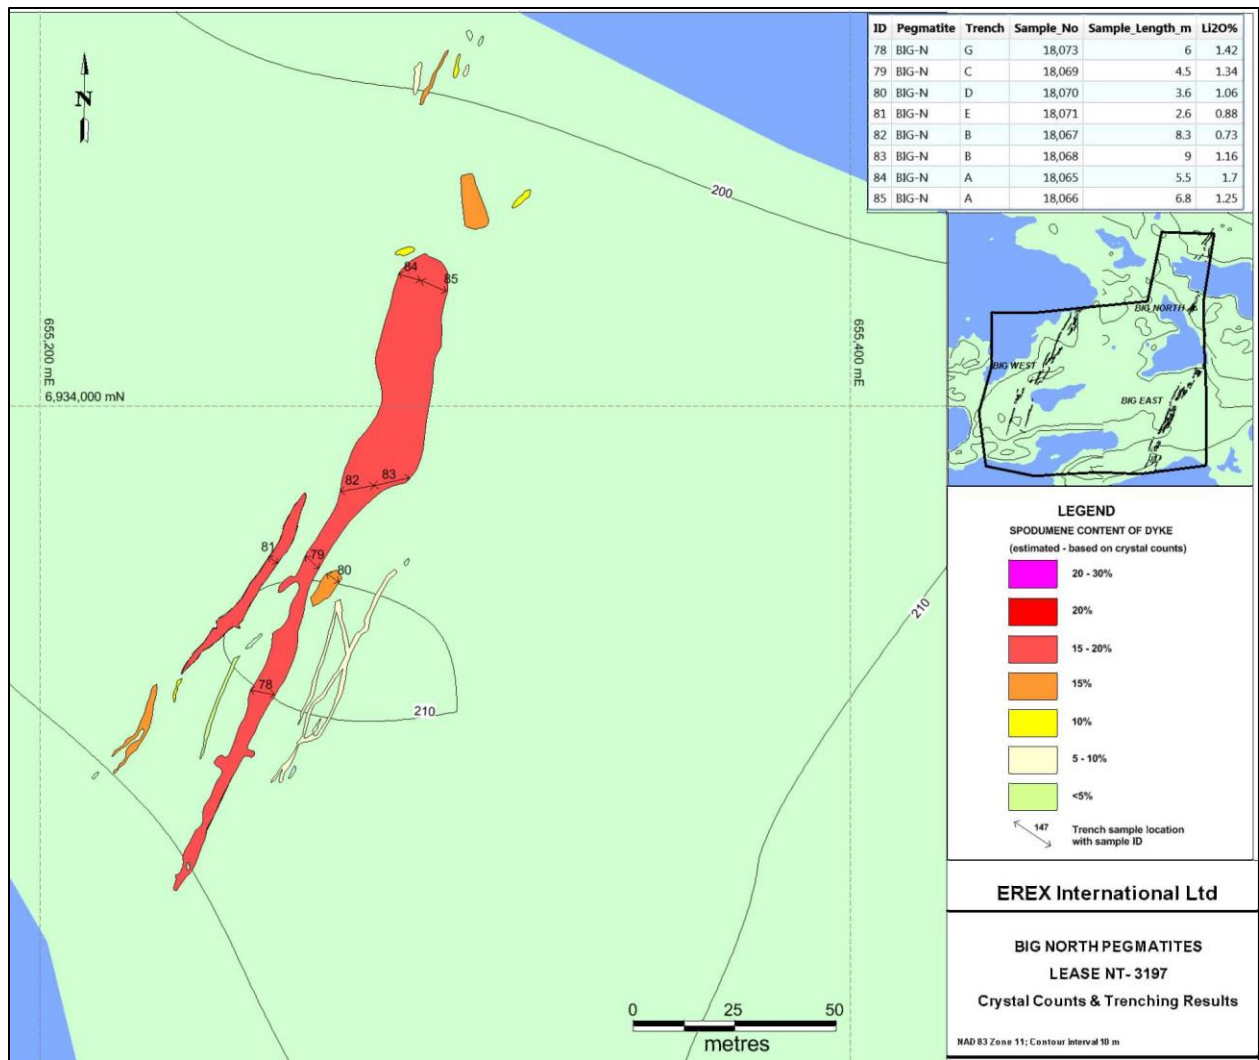 ID Pegmatite Trench Sample_No Sample_Length_m Li2O%
78 BIG-N G 18,073 6 1.42
79 BIG-N C 18,069 4.5 1.34
80 BIG-N D 18,070 3.6 1.06
81 BIG-N E 18,071 2.6 0.88
82 BIG-N B 18,067 8.3 0.73
83 BIG-N B 18,068 9 1.16
84 BIG-N A 18,065 5.5 1.7
85 BIG-N A 18,066 6.8 1.25
N
200
84
85
655,200 mE
655,400 mE
6,934,000 mN
82
83
81
79
80
78
210
210
0 25 50
metres
BIG NORTH
BIG WEST
BIG EAST
LEGEND
SPODUMENE CONTENT OF DYKE
(estimated - based on crystal counts)
20 - 30%
20%
15 - 20%
15%
10%
5 - 10%
<5%
147 Trench sample location
with sample ID
EREX International Ltd
BIG NORTH PEGMATITES
LEASE NT- 3197
Crystal Counts & Trenching Results
NAD 83 Zone 11; Contour interval 10 m